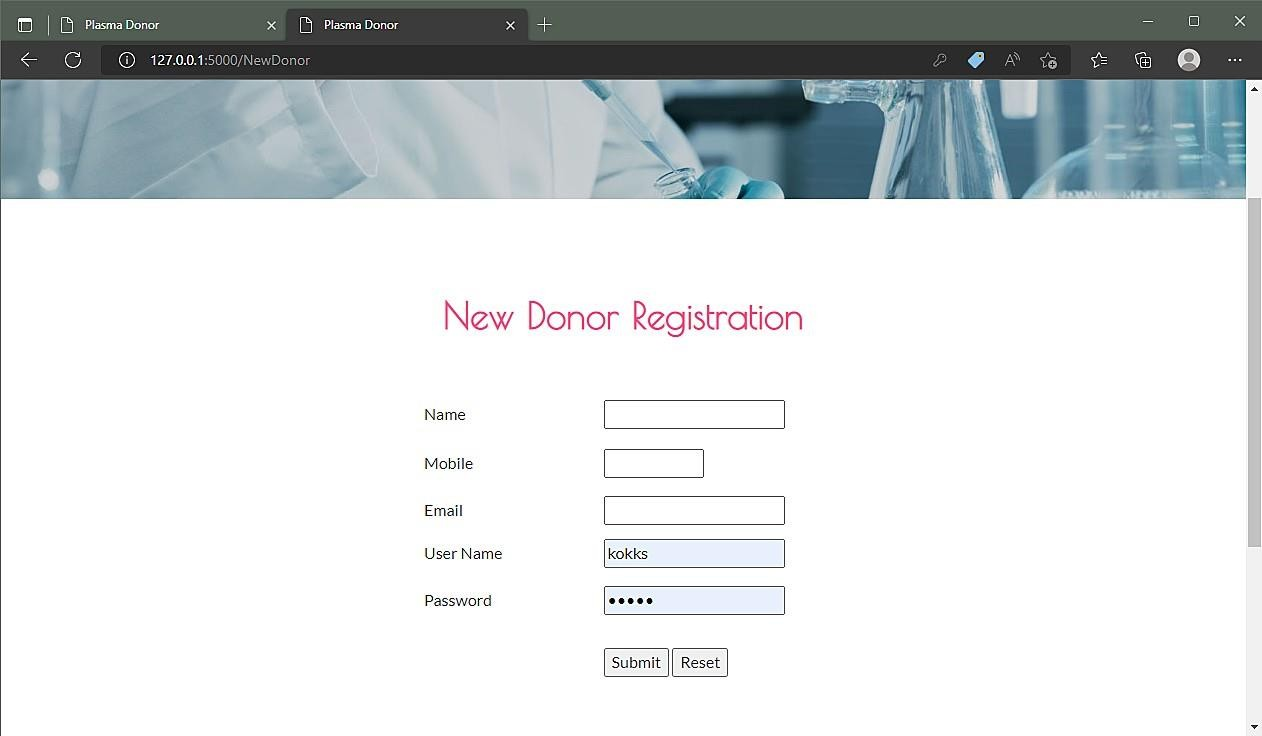 Plasma Donor
Plasma Donor
127.0.0.1:5000/NewDonor
New Donor Registration
Name
Mobile
Email
User Name kokks
Password •••••
Submit Reset